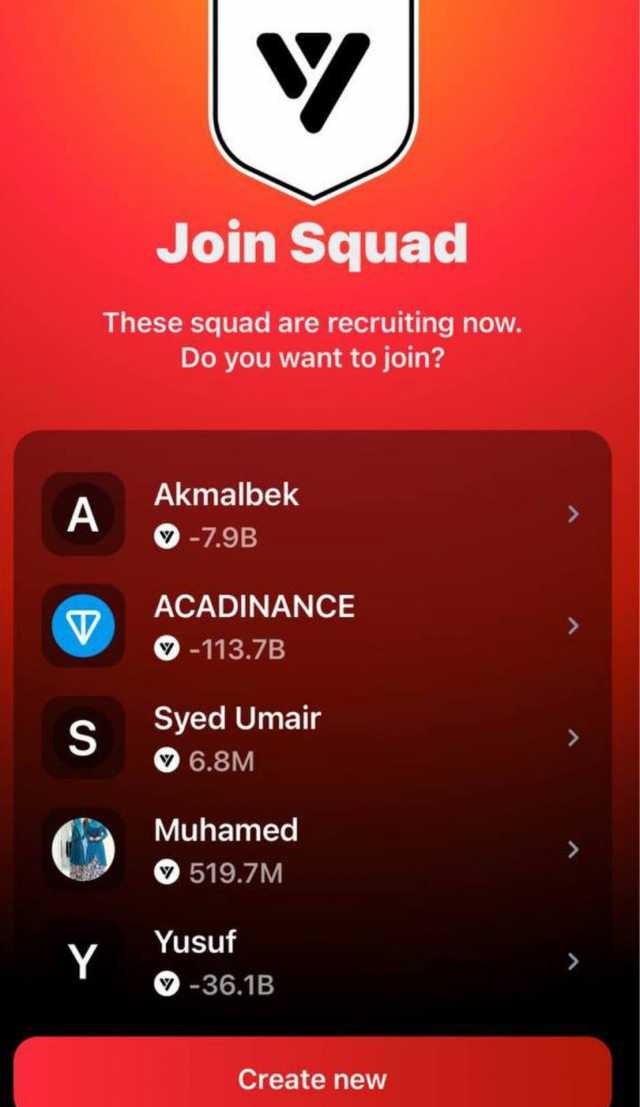 Join Squad
These squad are recruiting now.
Do you want to join?
A
Akmalbek
-7.9B
ACADINANCE
-113.7B
S
Syed Umair
6.8M
Muhamed
519.7M
Y
Yusuf
-36.1B
Create new